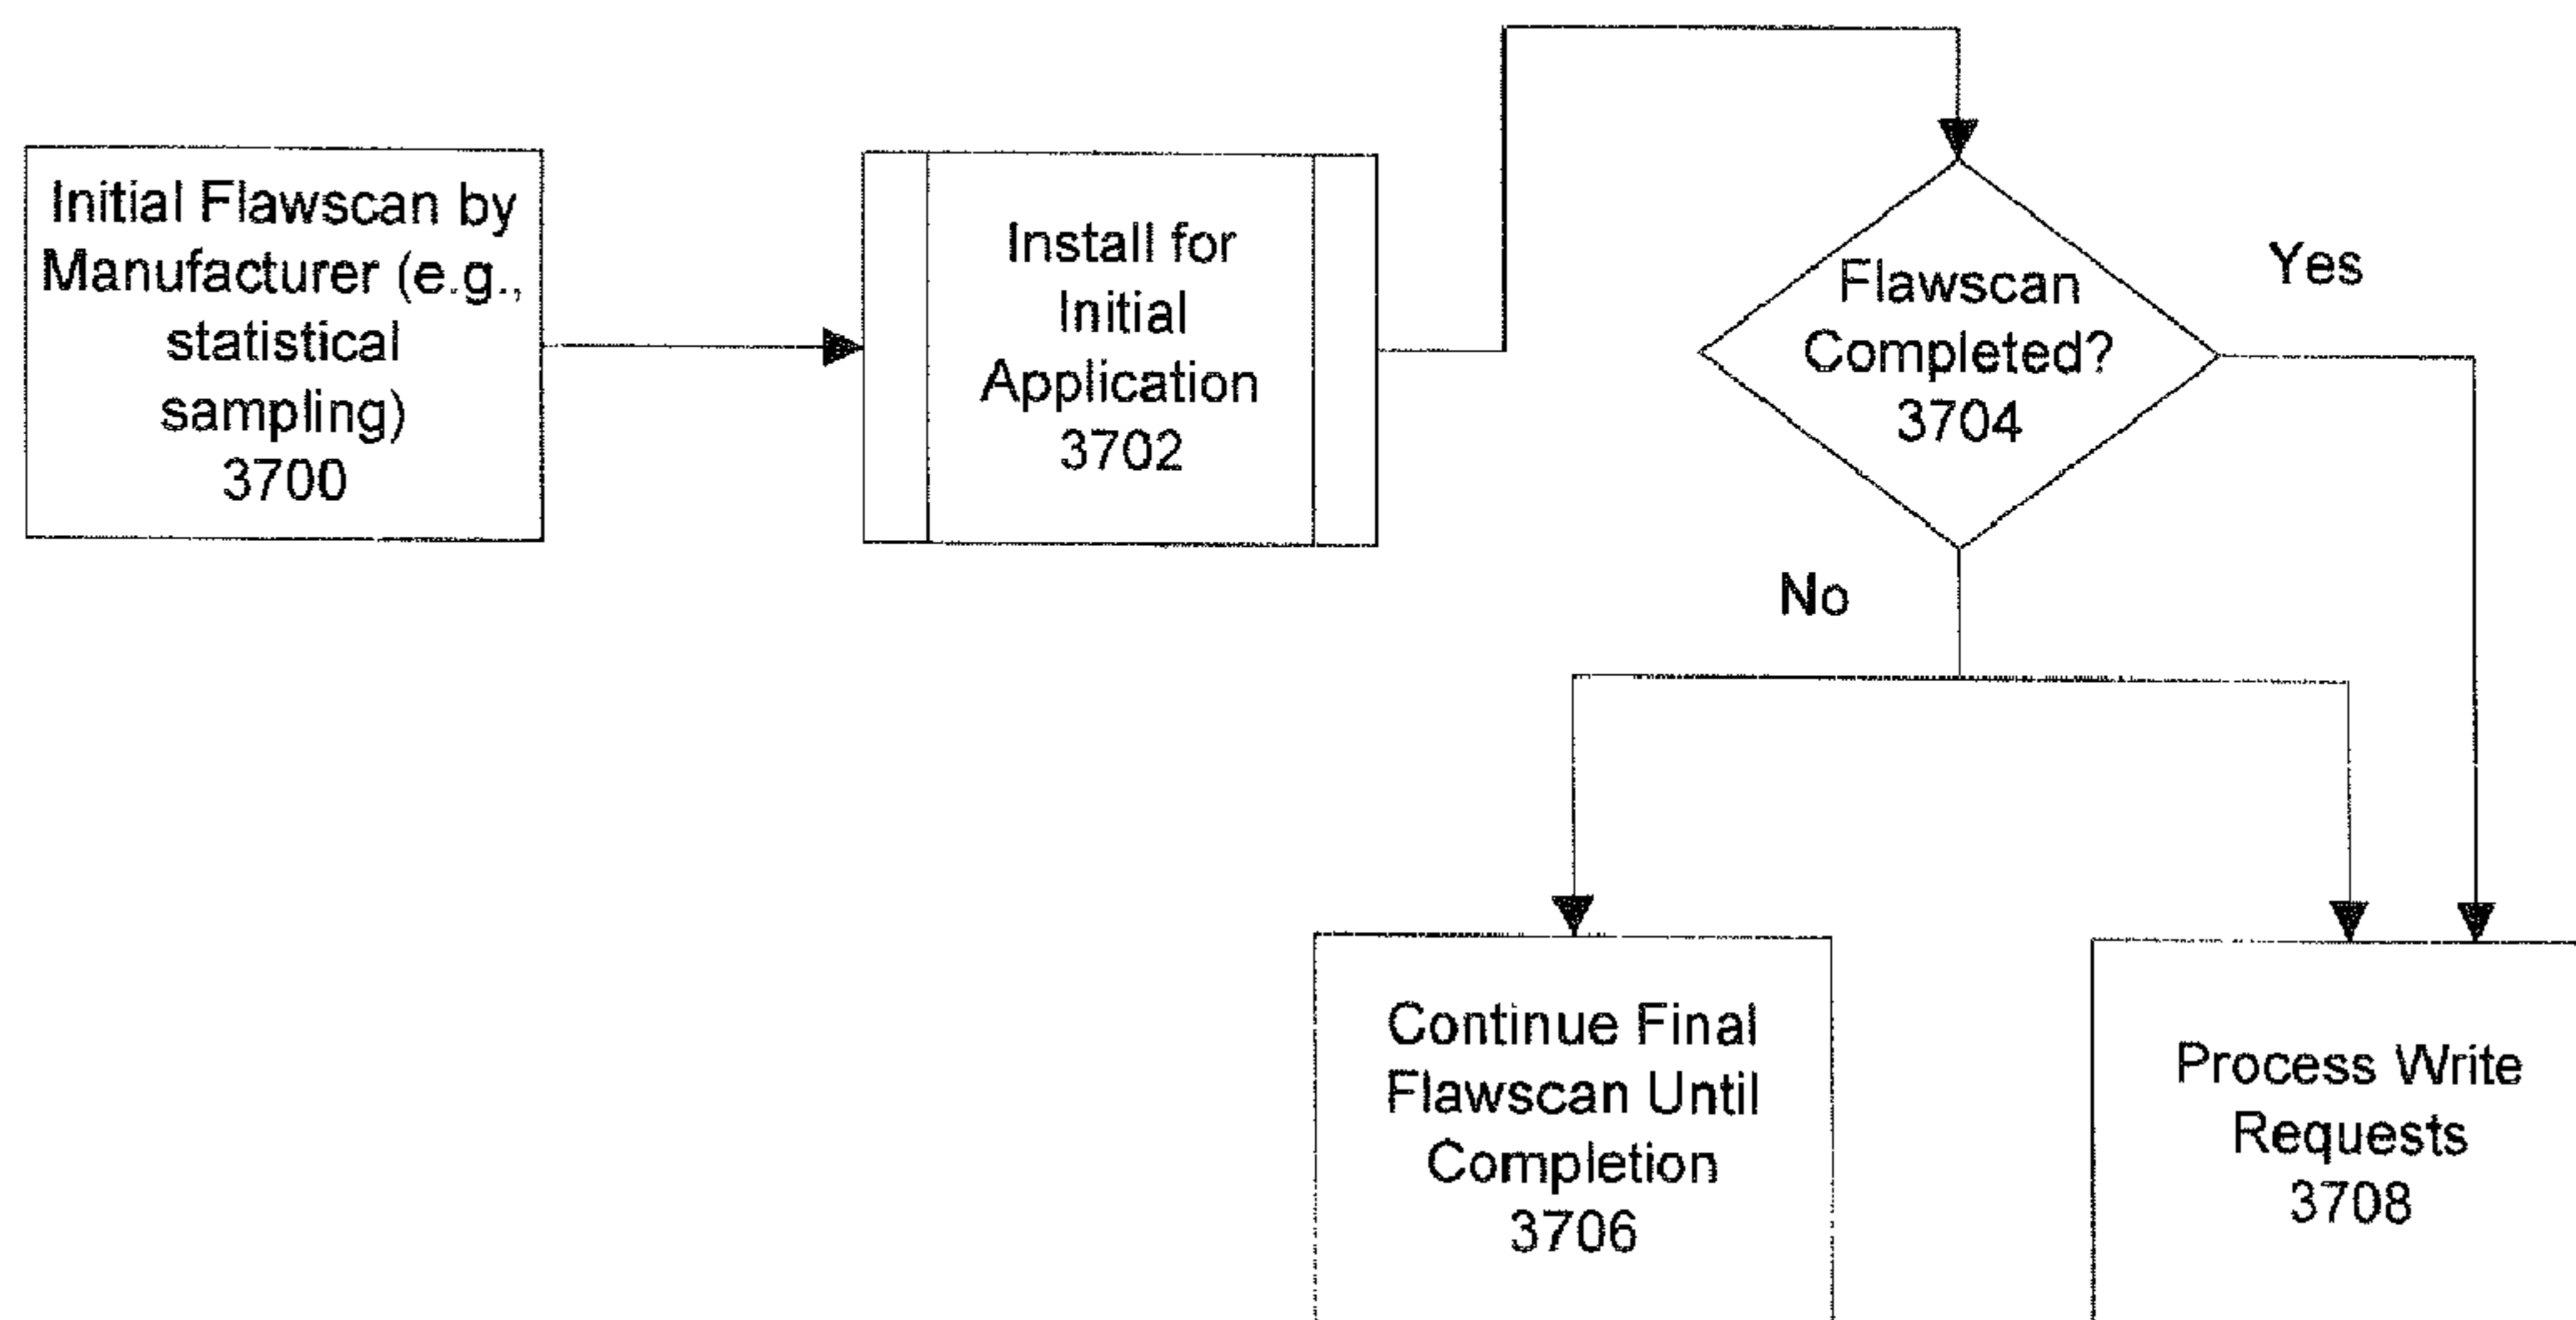 Initial Flawscan by
Manufacturer (e.g.,
statistical
sampling)
3700
Install for
Initial
Application
3702
Flawscan
Completed?
3704
Yes
No
Continue Final
Flawscan Until
Completion
3706
Process Write
Requests
3708